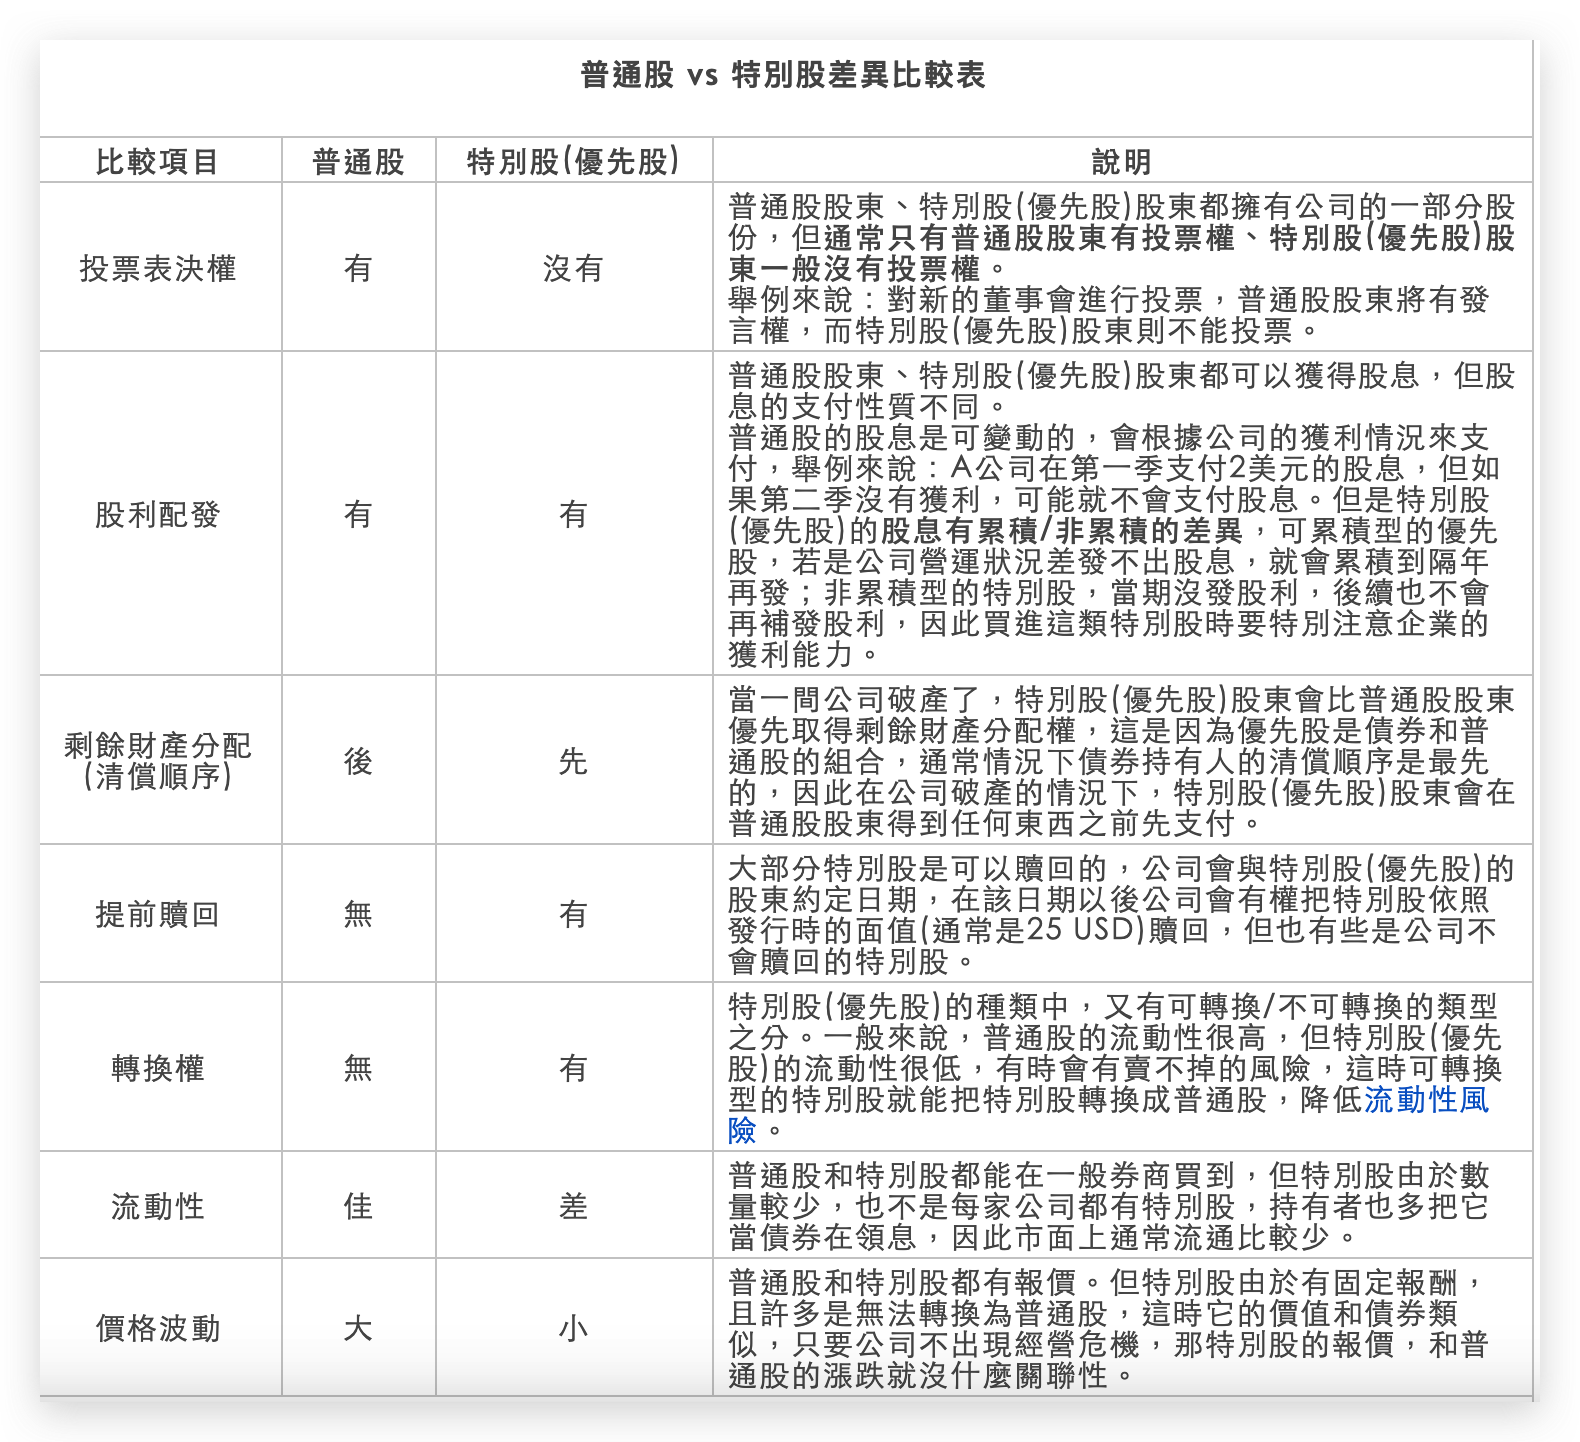 普通股 vs 特別股差異比較表
比較項目
普通股
特別股(優先股)
說明
投票表決權
有
沒有
普通股股東、特別股(優先股)股東都擁有公司的一部分股
份，但通常只有普通股股東有投票權、特別股(優先股)股
東一般沒有投票權。
舉例來說：對新的董事會進行投票，普通股股東將有發
言權，而特別股(優先股)股東則不能投票。
股利配發
有
有
普通股股東、特別股(優先股)股東都可以獲得股息，但股
息的支付性質不同。
普通股的股息是可變動的，會根據公司的獲利情況來支
付，舉例來說：A公司在第一季支付2美元的股息，但如
果第二季沒有獲利，可能就不會支付股息。但是特別股
(優先股)的股息有累積/非累積的差異，可累積型的優先
股，若是公司營運狀況差發不出股息，就會累積到隔年
再發；非累積型的特別股，當期沒發股利，後續也不會
再補發股利，因此買進這類特別股時要特別注意企業的
獲利能力。
剩餘財產分配
(清償順序)
後
先
當一間公司破產了，特別股(優先股)股東會比普通股股東
優先取得剩餘財產分配權，這是因為優先股是債券和普
通股的組合，通常情況下債券持有人的清償順序是最先
的，因此在公司破產的情況下，特別股(優先股)股東會在
普通股股東得到任何東西之前先支付。
提前贖回
無
有
大部分特別股是可以贖回的，公司會與特別股(優先股)的
股東約定日期，在該日期以後公司會有權把特別股依照
發行時的面值(通常是25 USD)贖回，但也有些是公司不
會贖回的特別股。
轉換權
無
有
特別股(優先股)的種類中，又有可轉換/不可轉換的類型
之分。一般來說，普通股的流動性很高，但特別股(優先
股)的流動性很低，有時會有賣不掉的風險，這時可轉換
型的特別股就能把特別股轉換成普通股，降低流動性風
險。
流動性
佳
差
普通股和特別股都能在一般券商買到，但特別股由於數
量較少，也不是每家公司都有特別股，持有者也多把它
當債券在領息，因此市面上通常流通比較少。
價格波動
大
小
普通股和特別股都有報價。但特別股由於有固定報酬，
且許多是無法轉換為普通股，這時它的價值和債券類
似，只要公司不出現經營危機，那特別股的報價，和普
通股的漲跌就沒什麼關聯性。